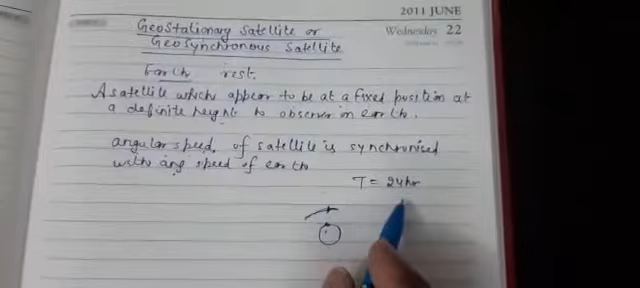 2011 JUNE
Wednesday 22
GeoStationary Satellite or
Geosynchronous Satellite
Earth rest.
A satellite which appear to be at a fixed position at
a definite height to observer in earth.
angular speed of satellite is synchronised
with ang speed of earth
T = 24hr